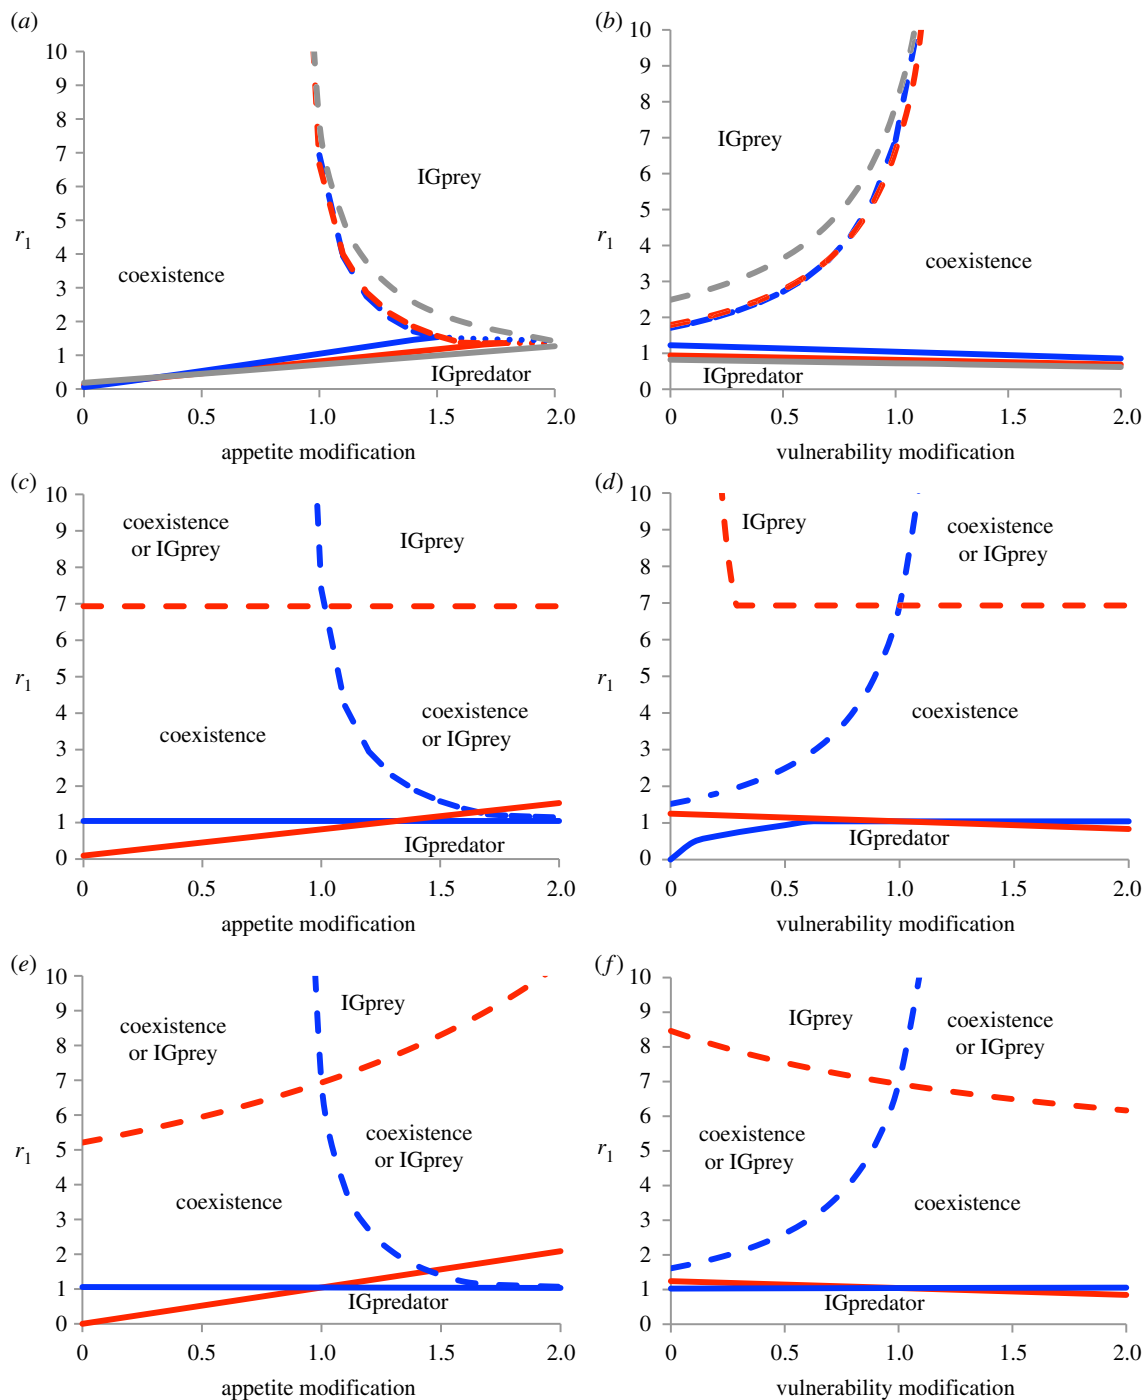 (a)
10
9
8
7
6
5
4
3
2
1
0
r1
IGprey
coexistence
IGpredator
0
0.5
1.0
1.5
2.0
appetite modification
(b)
10
9
8
7
6
5
4
3
2
1
0
r1
IGprey
coexistence
IGpredator
0
0.5
1.0
1.5
2.0
vulnerability modification
(c)
10
9
8
7
6
5
4
3
2
1
0
r1
coexistence
or IGprey
IGprey
coexistence
coexistence
or IGprey
IGpredator
0
0.5
1.0
1.5
2.0
appetite modification
(d)
10
9
8
7
6
5
4
3
2
1
0
r1
IGprey
coexistence
or IGprey
coexistence
IGpredator
0
0.5
1.0
1.5
2.0
vulnerability modification
(e)
10
9
8
7
6
5
4
3
2
1
0
r1
IGprey
coexistence
or IGprey
coexistence
or IGprey
coexistence
IGpredator
0
0.5
1.0
1.5
2.0
appetite modification
(f)
10
9
8
7
6
5
4
3
2
1
0
r1
IGprey
coexistence
or IGprey
coexistence
or IGprey
coexistence
IGpredator
0
0.5
1.0
1.5
2.0
vulnerability modification